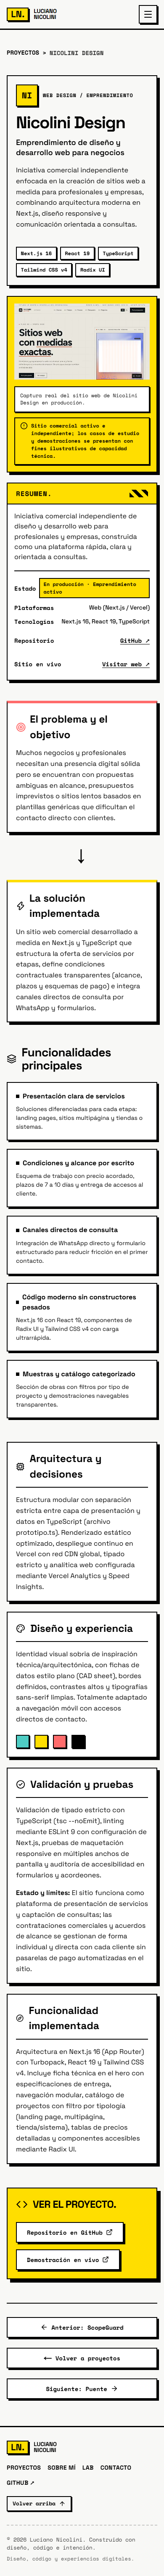 LN. LUCIANO
NICOLINI
PROYECTOS > NICOLINI DESIGN
NI WEB DESIGN / EMPRENDIMIENTO
Nicolini Design
Emprendimiento de diseño y
desarrollo web para negocios
Iniciativa comercial independiente
enfocada en la creación de sitios web a
medida para profesionales y empresas,
combinando arquitectura moderna en
Next.js, diseño responsive y
comunicación orientada a consultas.
Next.js 16 React 19 TypeScript
Tailwind CSS v4 Radix UI
Sitios web
con medidas
exactas.
Captura real del sitio web de Nicolini
Design en producción.
Sitio comercial activo e
independiente; los casos de estudio
y demostraciones se presentan con
fines ilustrativos de capacidad
técnica.
RESUMEN.
Iniciativa comercial independiente de
diseño y desarrollo web para
profesionales y empresas, construida
como una plataforma rápida, clara y
orientada a consultas.
Estado En producción · Emprendimiento
activo
Plataformas Web (Next.js / Vercel)
Tecnologías Next.js 16, React 19, TypeScript
Repositorio GitHub ↗
Sitio en vivo Visitar web ↗
El problema y el
objetivo
Muchos negocios y profesionales
necesitan una presencia digital sólida
pero se encuentran con propuestas
ambiguas en alcances, presupuestos
imprevistos o sitios lentos basados en
plantillas genéricas que dificultan el
contacto directo con clientes.
↓
La solución
implementada
Un sitio web comercial desarrollado a
medida en Next.js y TypeScript que
estructura la oferta de servicios por
etapas, define condiciones
contractuales transparentes (alcance,
plazos y esquemas de pago) e integra
canales directos de consulta por
WhatsApp y formularios.
Funcionalidades
principales
Presentación clara de servicios
Soluciones diferenciadas para cada etapa:
landing pages, sitios multipágina y tiendas o
sistemas.
Condiciones y alcance por escrito
Esquema de trabajo con precio acordado,
plazos de 7 a 10 días y entrega de accesos al
cliente.
Canales directos de consulta
Integración de WhatsApp directo y formulario
estructurado para reducir fricción en el primer
contacto.
Código moderno sin constructores
pesados
Next.js 16 con React 19, componentes de
Radix UI y Tailwind CSS v4 con carga
ultrarrápida.
Muestras y catálogo categorizado
Sección de obras con filtros por tipo de
proyecto y demostraciones navegables
transparentes.
Arquitectura y
decisiones
Estructura modular con separación
estricta entre capa de presentación y
datos en TypeScript (archivo
prototipo.ts). Renderizado estático
optimizado, despliegue continuo en
Vercel con red CDN global, tipado
estricto y analítica web configurada
mediante Vercel Analytics y Speed
Insights.
Diseño y experiencia
Identidad visual sobria de inspiración
técnica/arquitectónica, con fichas de
datos estilo plano (CAD sheet), bordes
definidos, contrastes altos y tipografías
sans-serif limpias. Totalmente adaptado
a navegación móvil con accesos
directos de contacto.
Validación y pruebas
Validación de tipado estricto con
TypeScript (tsc --noEmit), linting
mediante ESLint 9 con configuración de
Next.js, pruebas de maquetación
responsive en múltiples anchos de
pantalla y auditoría de accesibilidad en
formularios y acordeones.
Estado y límites: El sitio funciona como
plataforma de presentación de servicios
y captación de consultas; las
contrataciones comerciales y acuerdos
de alcance se gestionan de forma
individual y directa con cada cliente sin
pasarelas de pago automatizadas en el
sitio.
Funcionalidad
implementada
Arquitectura en Next.js 16 (App Router)
con Turbopack, React 19 y Tailwind CSS
v4. Incluye ficha técnica en el hero con
especificaciones de entrega,
navegación modular, catálogo de
proyectos con filtro por tipología
(landing page, multipágina,
tienda/sistema), tablas de precios
detalladas y componentes accesibles
mediante Radix UI.
VER EL PROYECTO.
Repositorio en GitHub
Demostración en vivo
← Anterior: ScopeGuard
⟵ Volver a proyectos
Siguiente: Puente →
LN. LUCIANO
NICOLINI
PROYECTOS SOBRE MÍ LAB CONTACTO
GITHUB ↗
Volver arriba ↑
© 2026 Luciano Nicolini. Construido con
diseño, código e intención.
Diseño, código y experiencias digitales.